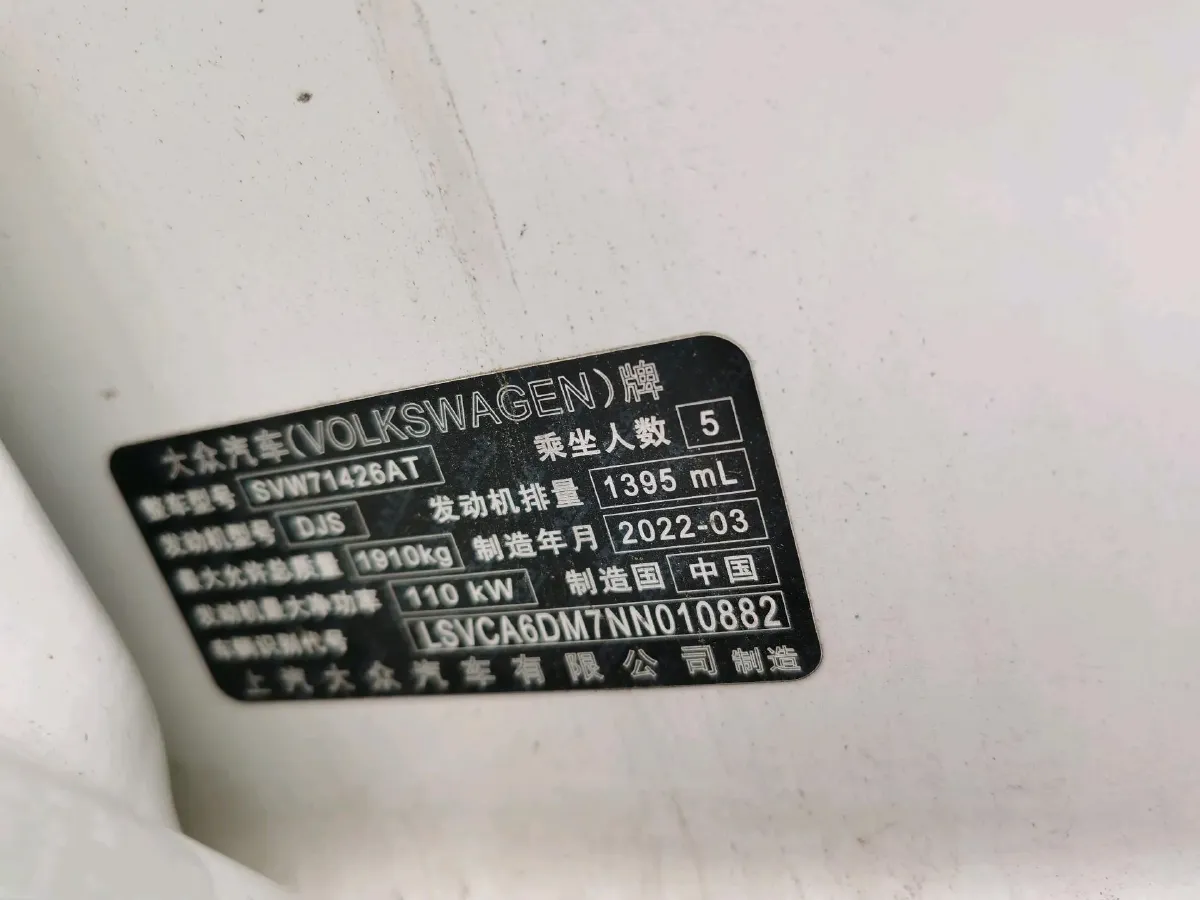 大众汽车(VOLKSWAGEN)牌
整车型号 SVW71426AT 乘坐人数 5
发动机型号 DJS 发动机排量 1395 mL
最大允许总质量 1910kg 制造年月 2022-03
发动机最大净功率 110 kW 制造国 中国
车辆识别代号 LSVCA6DM7NN010882
上汽大众汽车有限公司制造